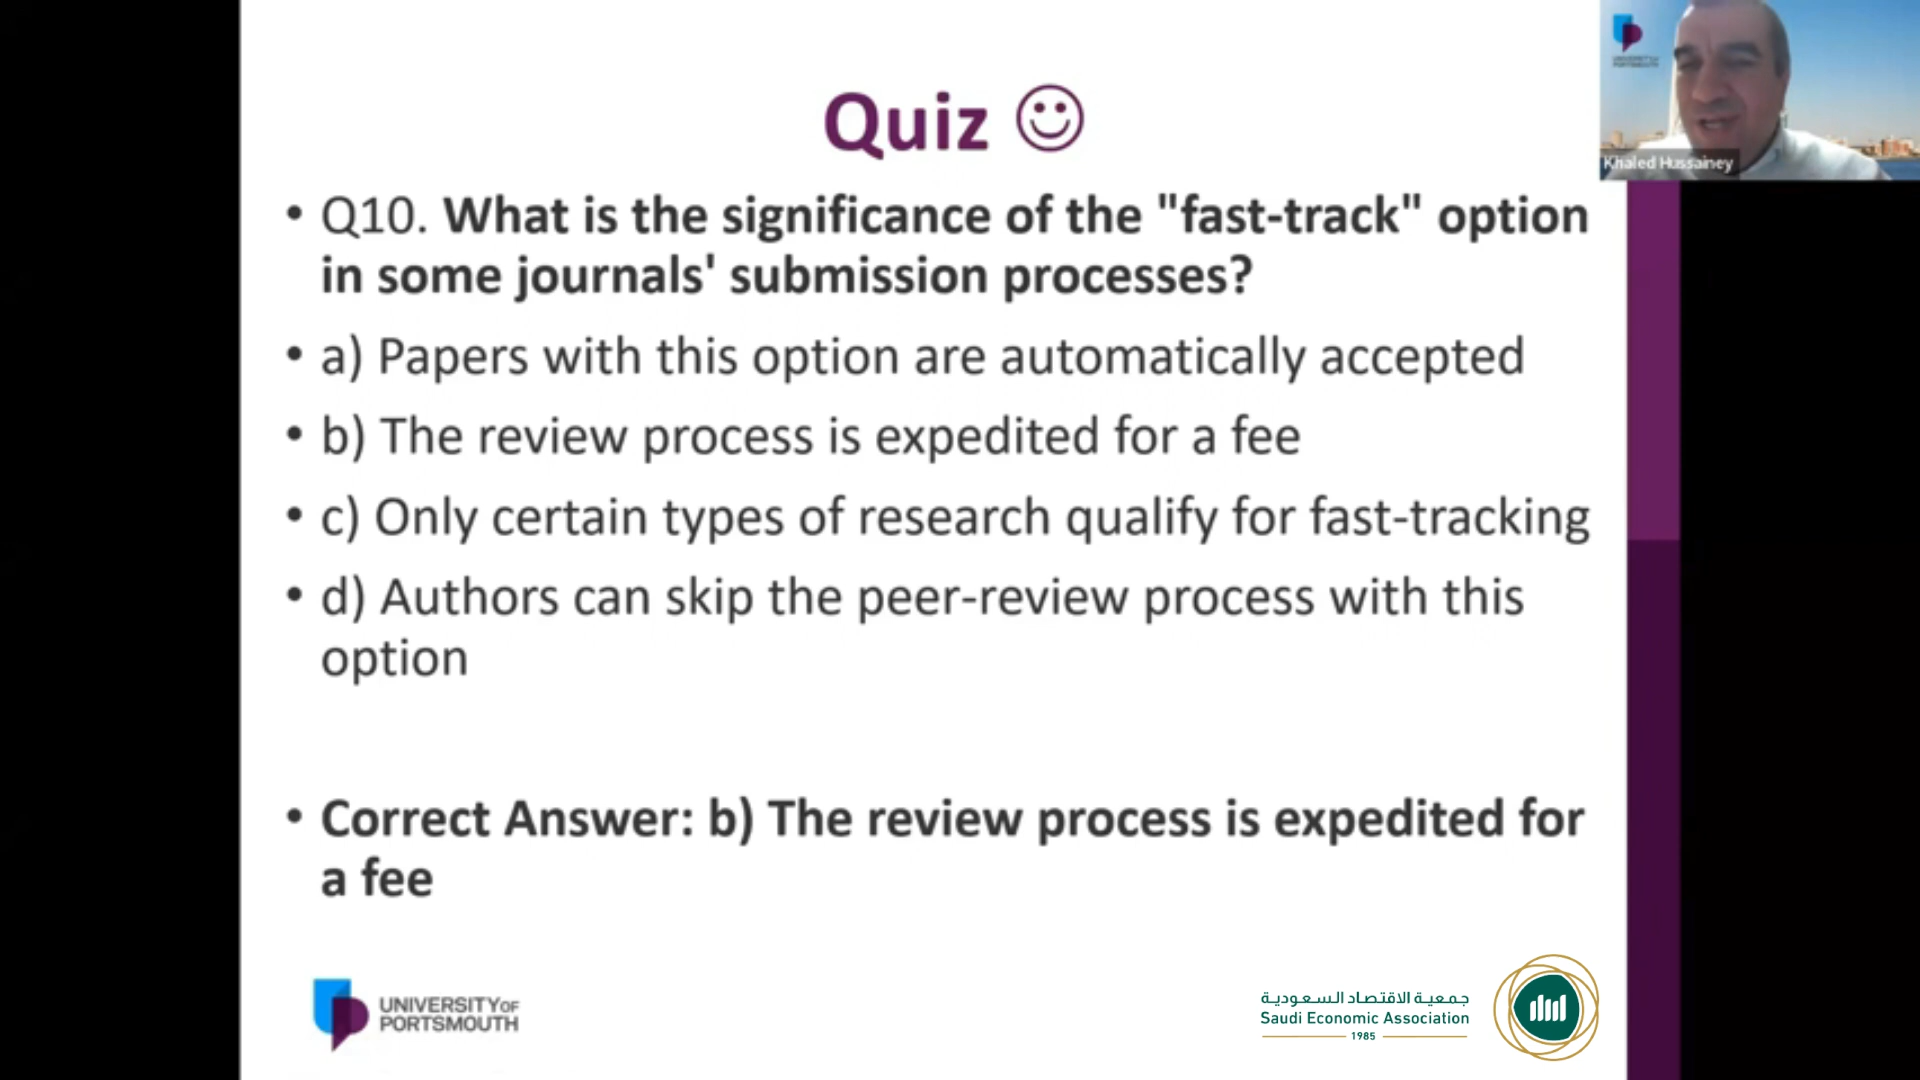 Quiz ☺
• Q10. What is the significance of the "fast-track" option
in some journals' submission processes?
• a) Papers with this option are automatically accepted
• b) The review process is expedited for a fee
• c) Only certain types of research qualify for fast-tracking
• d) Authors can skip the peer-review process with this
option
• Correct Answer: b) The review process is expedited for
a fee
UNIVERSITY OF
PORTSMOUTH
جمعية الاقتصاد السعودية
Saudi Economic Association
1985
UNIVERSITY OF
PORTSMOUTH
Khaled Hussainey